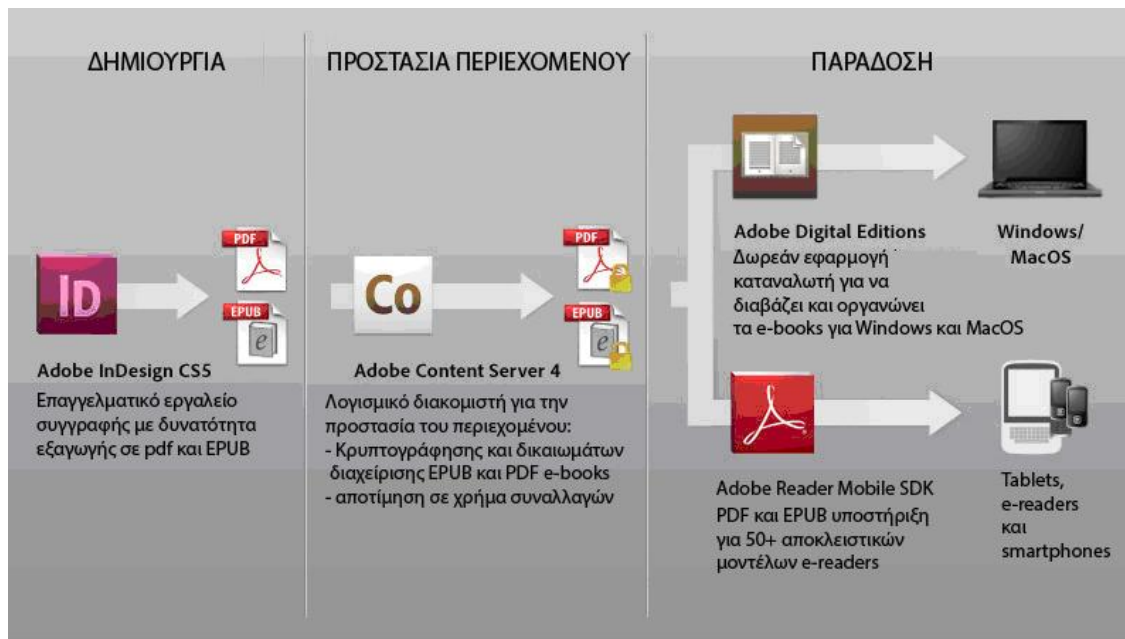 ΔΗΜΙΟΥΡΓΙΑ
ID
PDF
EPUB
e
Adobe InDesign CS5
Επαγγελματικό εργαλείο
συγγραφής με δυνατότητα
εξαγωγής σε pdf και EPUB
ΠΡΟΣΤΑΣΙΑ ΠΕΡΙΕΧΟΜΕΝΟΥ
Co
PDF
EPUB
e
Adobe Content Server 4
Λογισμικό διακομιστή για την
προστασία του περιεχομένου:
- Κρυπτογράφησης και δικαιωμάτων
διαχείρισης EPUB και PDF e-books
- αποτίμηση σε χρήμα συναλλαγών
ΠΑΡΑΔΟΣΗ
Adobe Digital Editions
Δωρεάν εφαρμογή
καταναλωτή για να
διαβάζει και οργανώνει
τα e-books για Windows και MacOS
Windows/
MacOS
Adobe Reader Mobile SDK
PDF και EPUB υποστήριξη
για 50+ αποκλειστικών
μοντέλων e-readers
Tablets,
e-readers
και
smartphones